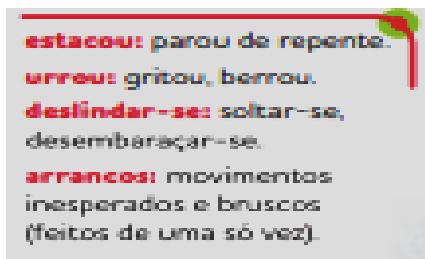 estacou: parou de repente.
urrou: gritou, berrou.
deslindar-se: soltar-se,
desembaraçar-se.
arrancos: movimentos
inesperados e bruscos
(feitos de uma só vez).